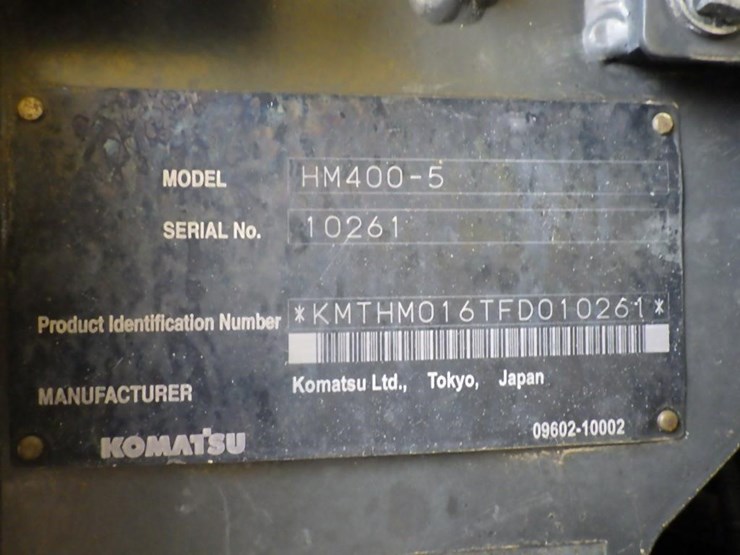 MODEL HM400-5
SERIAL No. 10261
Product Identification Number *KMTHM016TFD010261*
MANUFACTURER Komatsu Ltd., Tokyo, Japan
KOMATSU 09602-10002